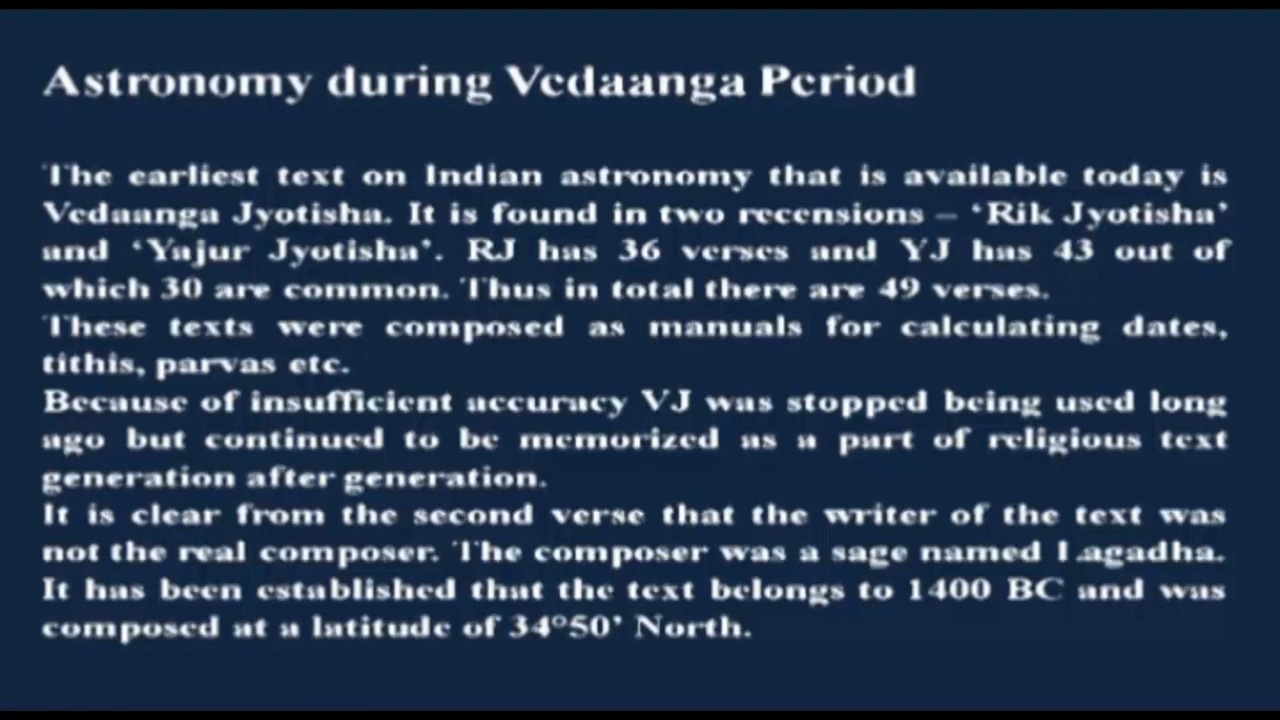 Astronomy during Vedaanga Period
The earliest text on Indian astronomy that is available today is
Vedaanga Jyotisha. It is found in two recensions – ‘Rik Jyotisha’
and ‘Yajur Jyotisha’. RJ has 36 verses and YJ has 43 out of
which 30 are common. Thus in total there are 49 verses.
These texts were composed as manuals for calculating dates,
tithis, parvas etc.
Because of insufficient accuracy VJ was stopped being used long
ago but continued to be memorized as a part of religious text
generation after generation.
It is clear from the second verse that the writer of the text was
not the real composer. The composer was a sage named Lagadha.
It has been established that the text belongs to 1400 BC and was
composed at a latitude of 34°50’ North.